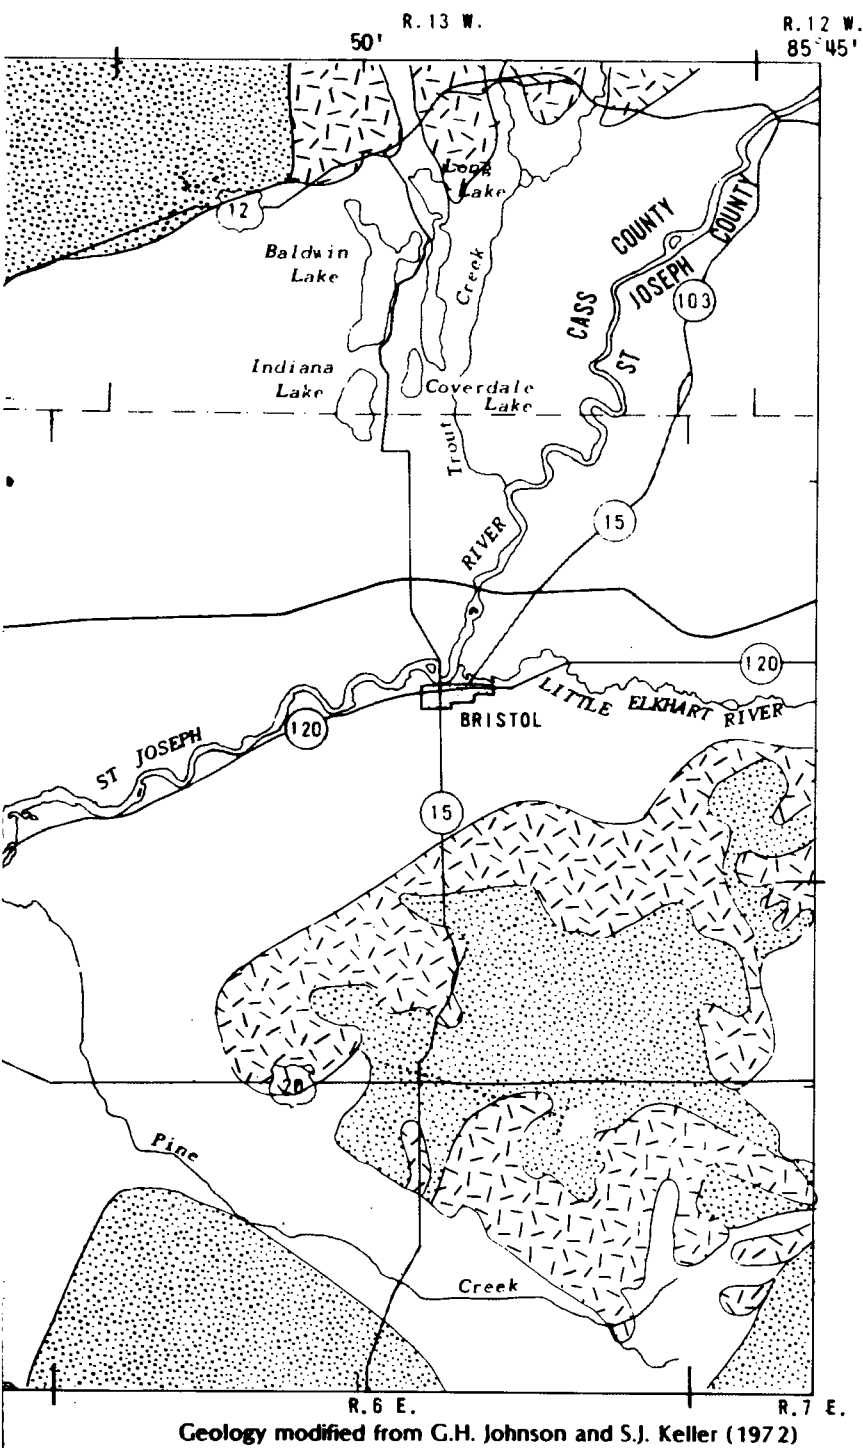 R.13 W.
R.12 W.
50'
85°45'
Long
Lake
12
COUNTY
COUNTY
Baldwin
Lake
Creek
JOSEPH
103
CASS
ST
Indiana
Lake
Coverdale
Lake
Trout
15
RIVER
120
LITTLE ELKHART RIVER
BRISTOL
ST JOSEPH
120
15
20
Pine
Creek
R.6 E.
R.7 E.
Geology modified from G.H. Johnson and S.J. Keller (1972)